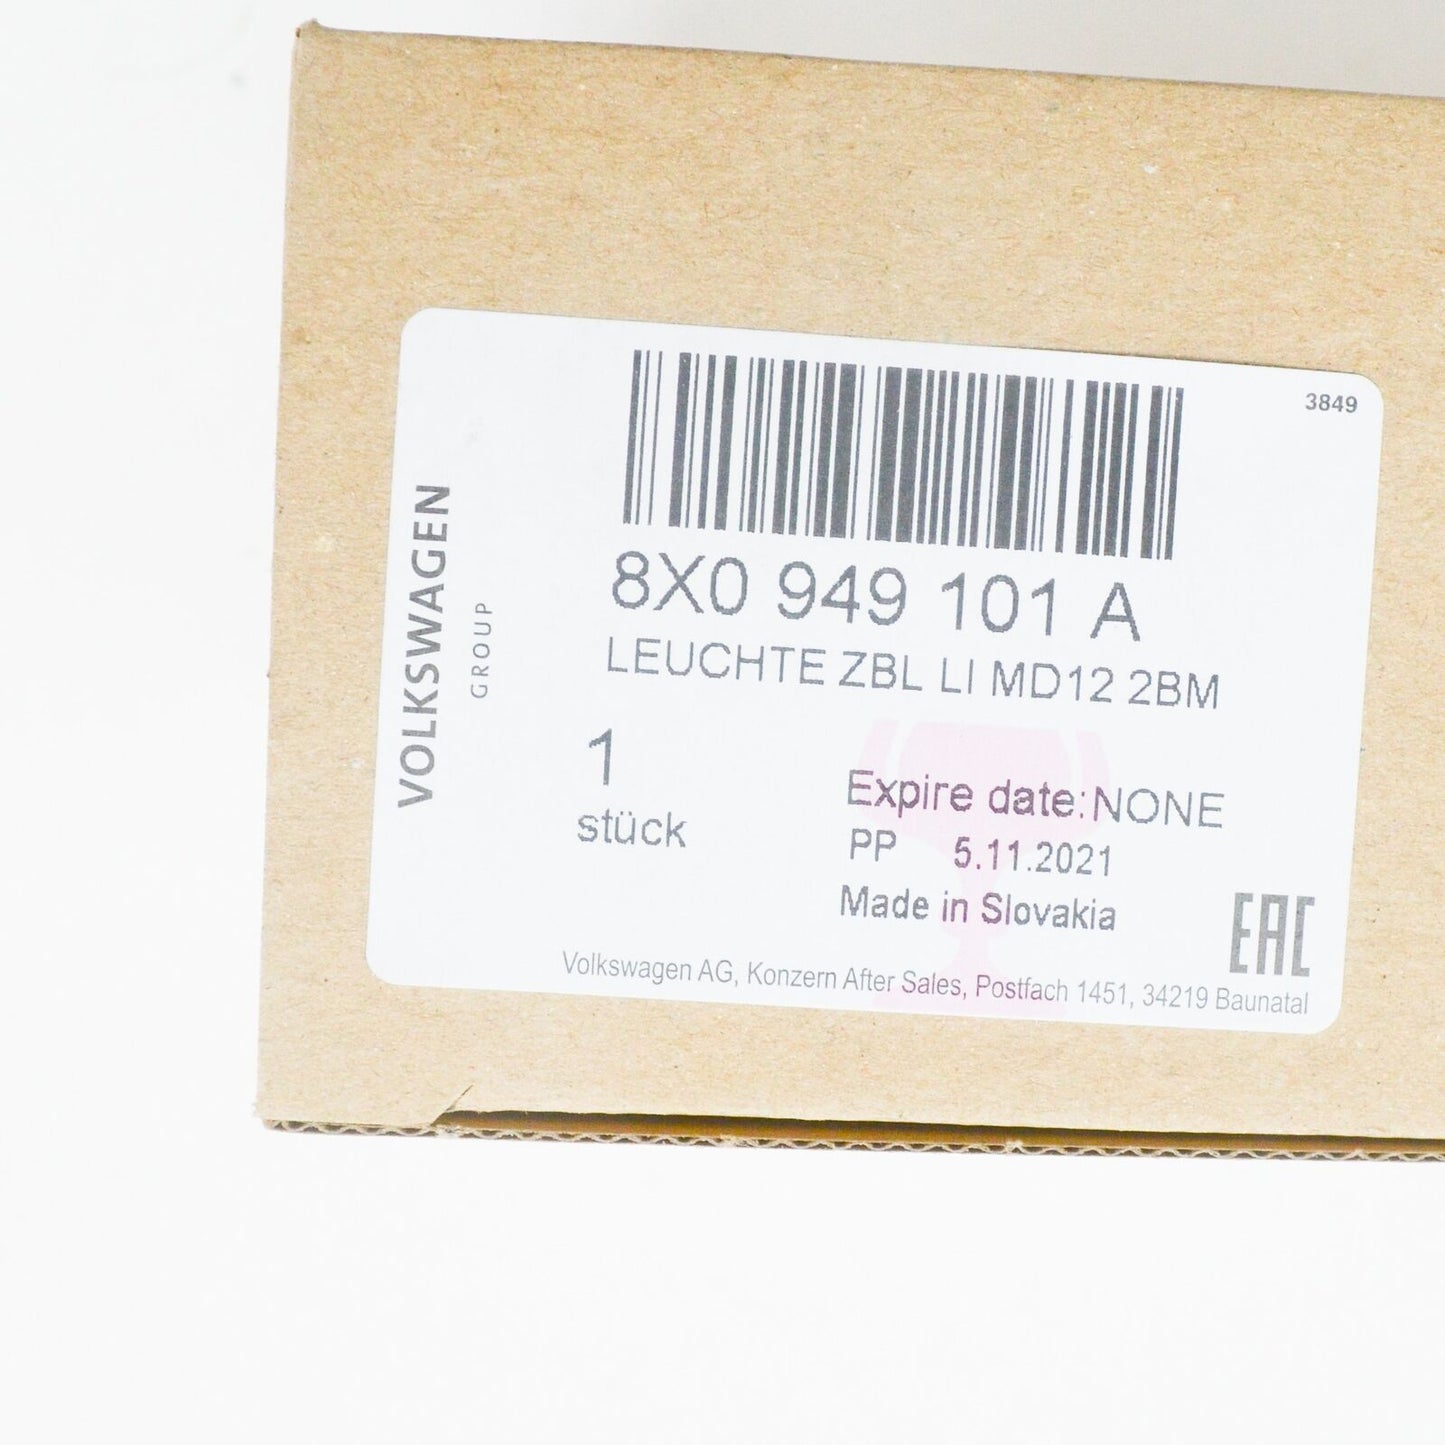 3849
VOLKSWAGEN
GROUP
8X0 949 101 A
LEUCHTE ZBL LI MD12 2BM
1
stück
Expire date:NONE
PP 5.11.2021
Made in Slovakia
EAC
Volkswagen AG, Konzern After Sales, Postfach 1451, 34219 Baunatal